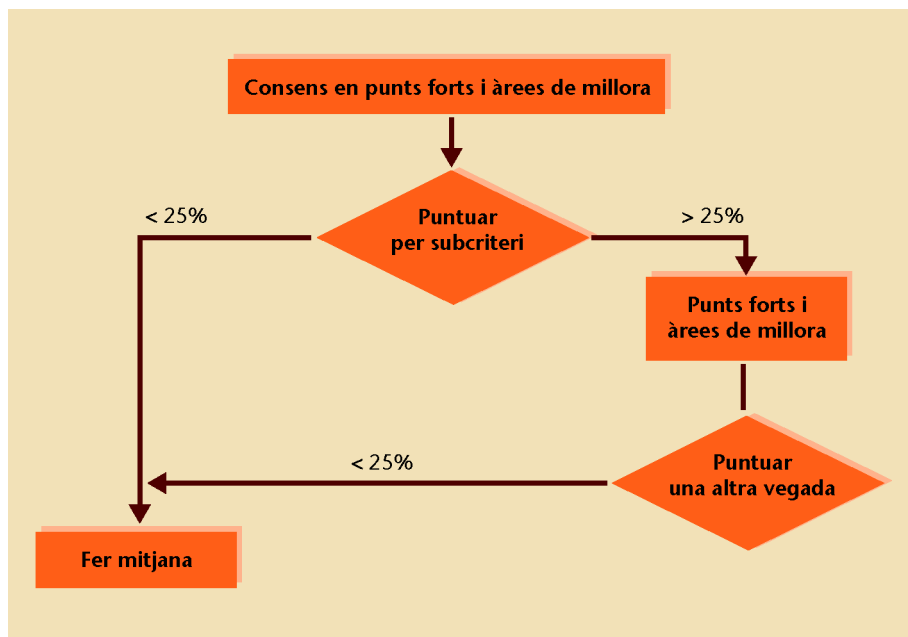 Consens en punts forts i àrees de millora
< 25%
Puntuar
per subcriteri
> 25%
Punts forts i
àrees de millora
< 25%
Puntuar
una altra vegada
Fer mitjana